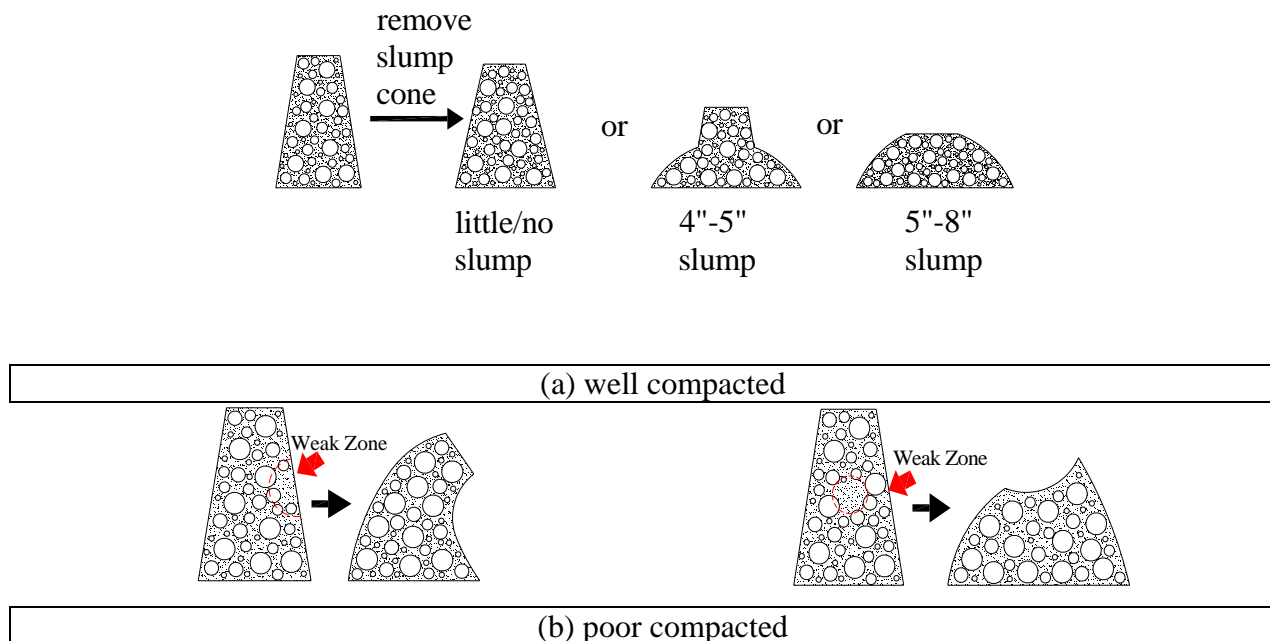 remove
slump
cone
or
or
little/no
slump
4"-5"
slump
5"-8"
slump
(a) well compacted
Weak Zone
Weak Zone
(b) poor compacted